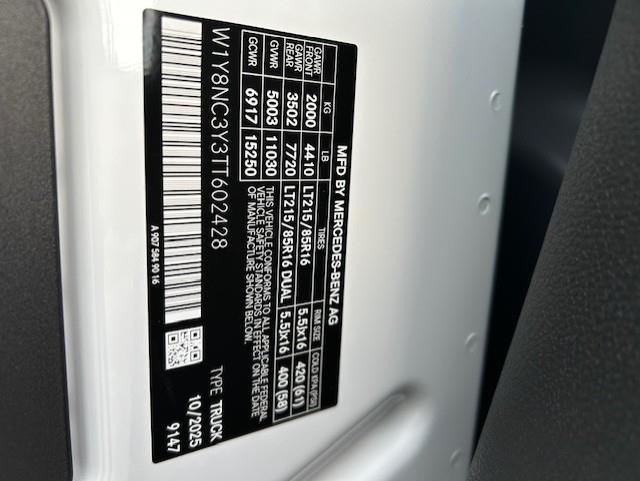 MFD BY MERCEDES-BENZ AG
KG LB TIRES RIM SIZE COLD KPA (PSI)
GAWR FRONT 2000 4410 LT215/85R16 5.5Jx16 420 (61)
GAWR REAR 3502 7720 LT215/85R16 DUAL 5.5Jx16 400 (58)
GVWR 5003 11030 THIS VEHICLE CONFORMS TO ALL APPLICABLE FEDERAL
VEHICLE SAFETY STANDARDS IN EFFECT ON THE DATE
GCWR 6917 15250 OF MANUFACTURE SHOWN BELOW.
W1Y8NC3Y3TT602428
TYPE TRUCK
10/2025
A 907 584 90 16
9147